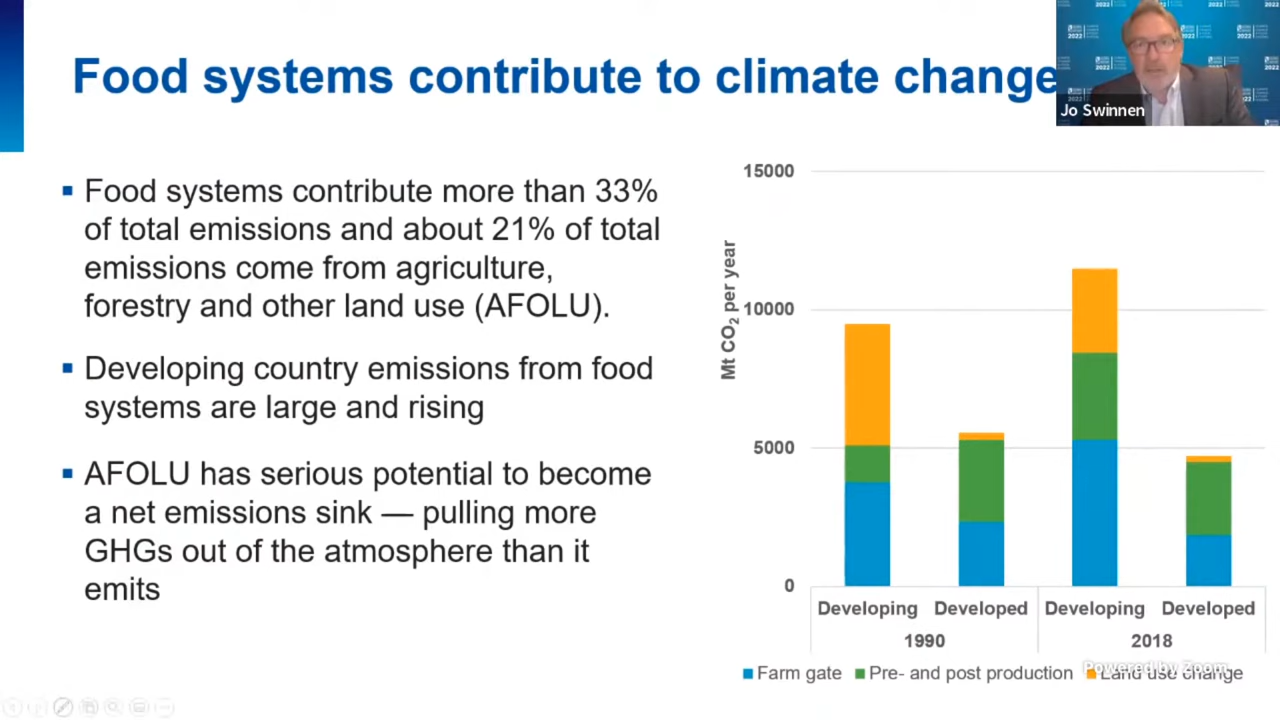 Food systems contribute to climate change
Jo Swinnen
▪ Food systems contribute more than 33%
of total emissions and about 21% of total
emissions come from agriculture,
forestry and other land use (AFOLU).
▪ Developing country emissions from food
systems are large and rising
▪ AFOLU has serious potential to become
a net emissions sink — pulling more
GHGs out of the atmosphere than it
emits
Mt CO₂ per year
15000
10000
5000
0
Developing Developed Developing Developed
1990 2018
Farm gate Pre- and post production Land use change
Powered by Zoom
2022
2022
2022